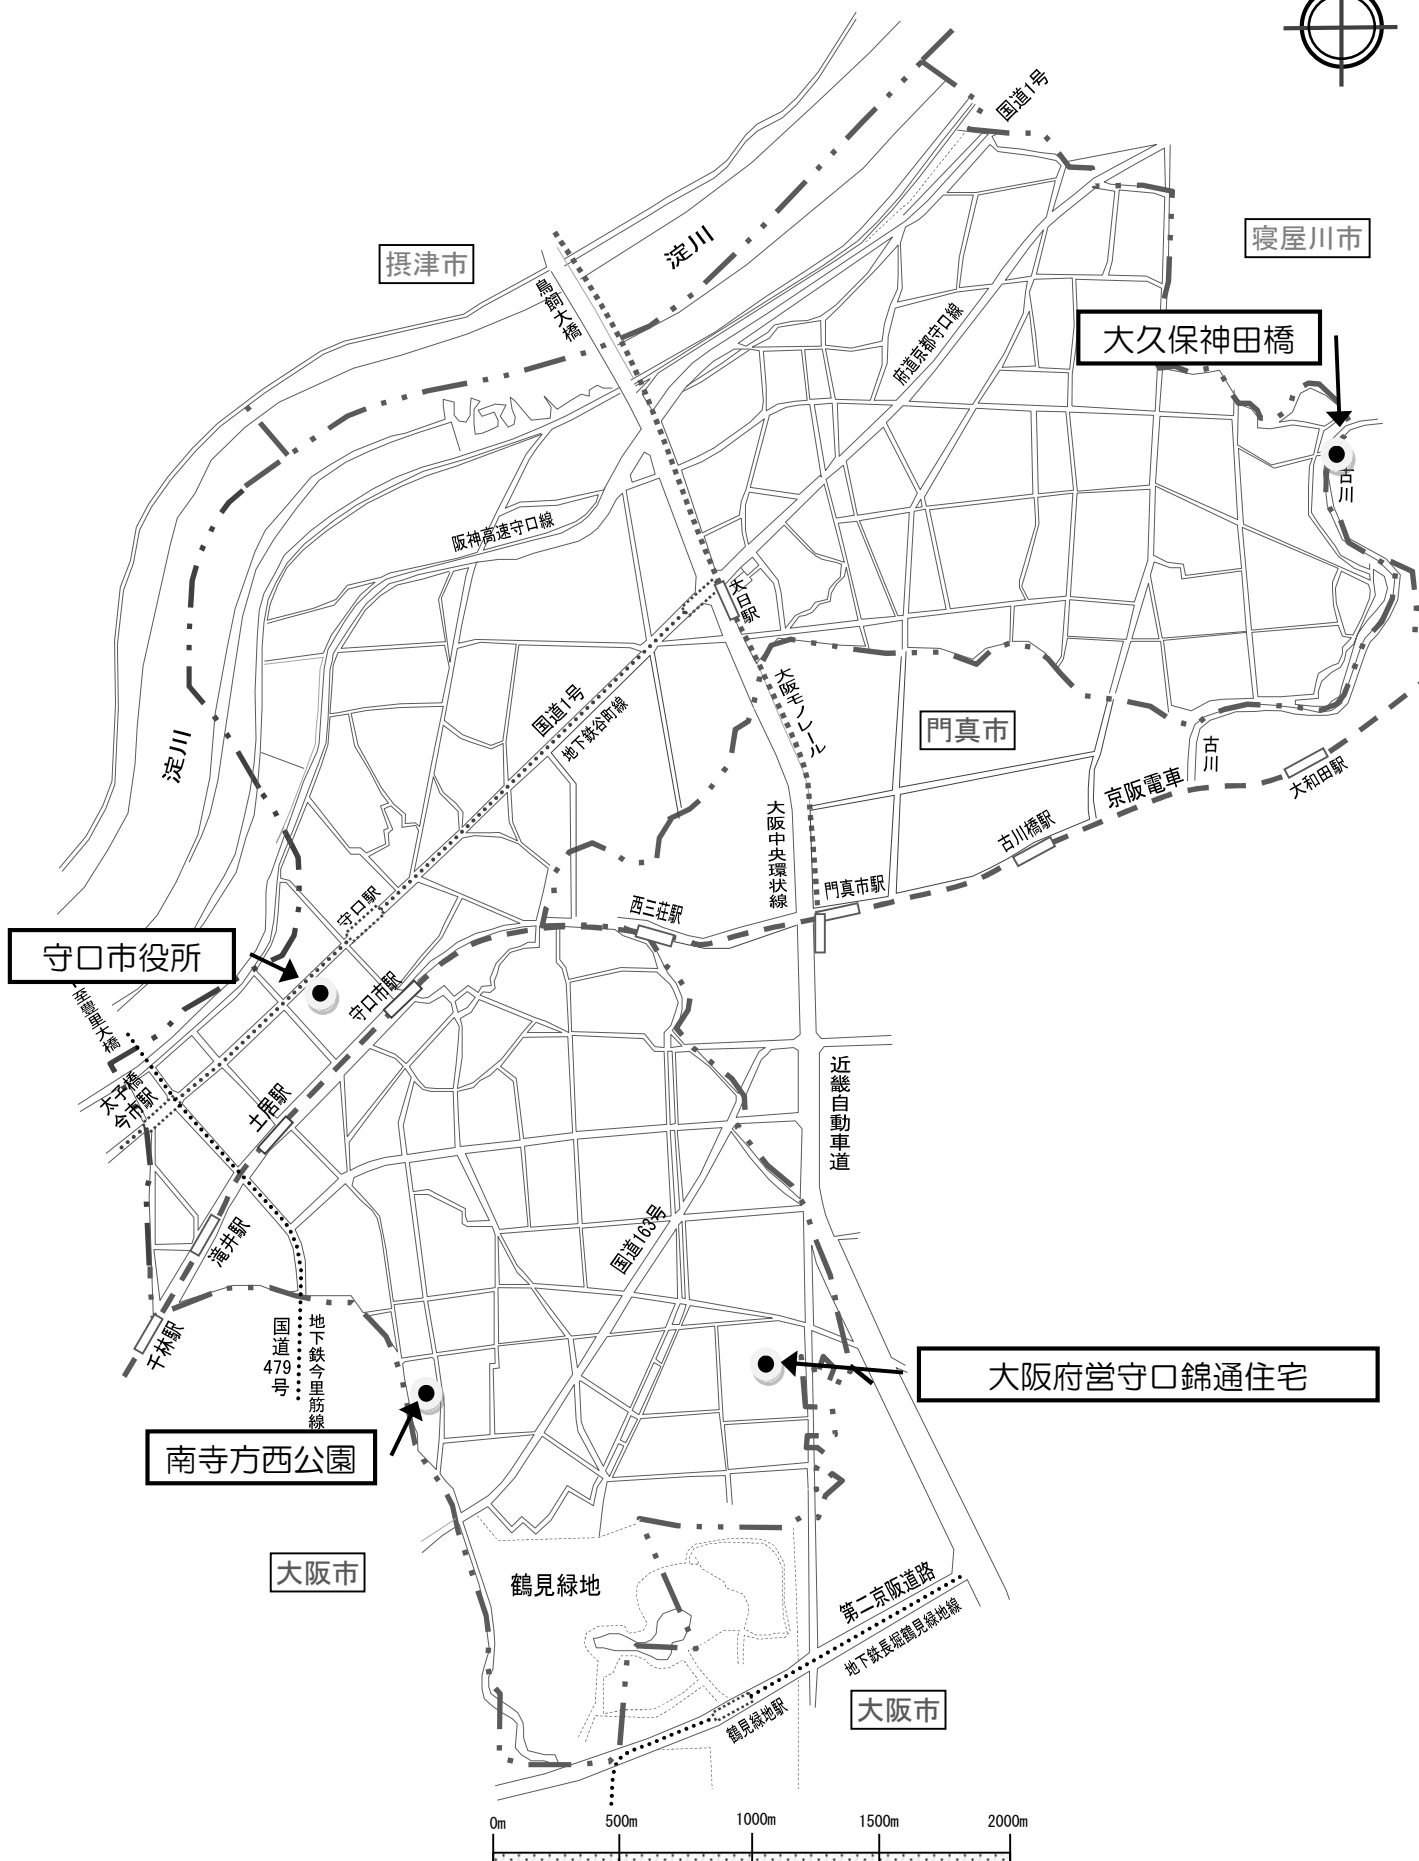 国道1号
摂津市
淀川
寝屋川市
鳥飼大橋
府道京都守口線
大久保神田橋
古川
阪神高速守口線
大日駅
国道1号
地下鉄谷町線
大阪モノレール
門真市
淀川
古川
京阪電車
大和田駅
大阪中央環状線
古川橋駅
門真市駅
守口駅
西三荘駅
守口市役所
守口市駅
至豊里大橋
太子橋
今市駅
土居駅
近畿自動車道
滝井駅
国道163号
千林駅
国道
479
号
地下鉄今里筋線
大阪府営守口錦通住宅
南寺方西公園
大阪市
鶴見緑地
第二京阪道路
地下鉄長堀鶴見緑地線
鶴見緑地駅
大阪市
0m 500m 1000m 1500m 2000m